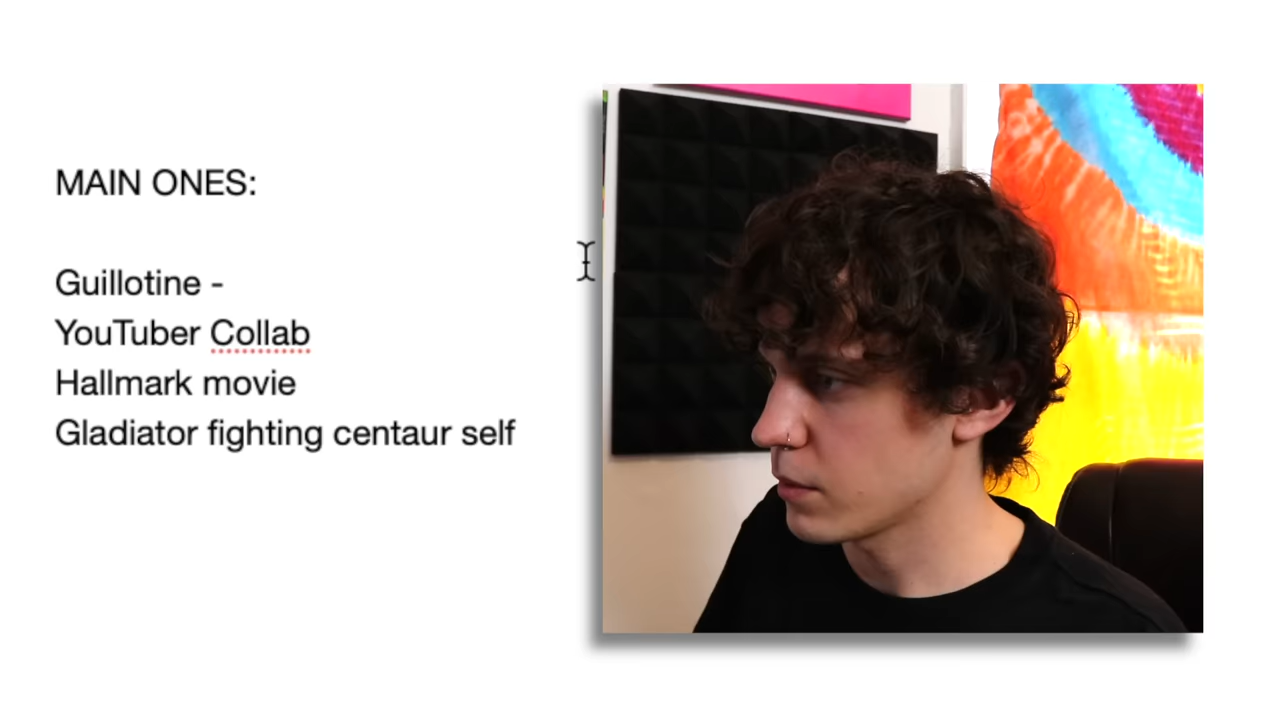 MAIN ONES:
Guillotine -
YouTuber Collab
Hallmark movie
Gladiator fighting centaur self